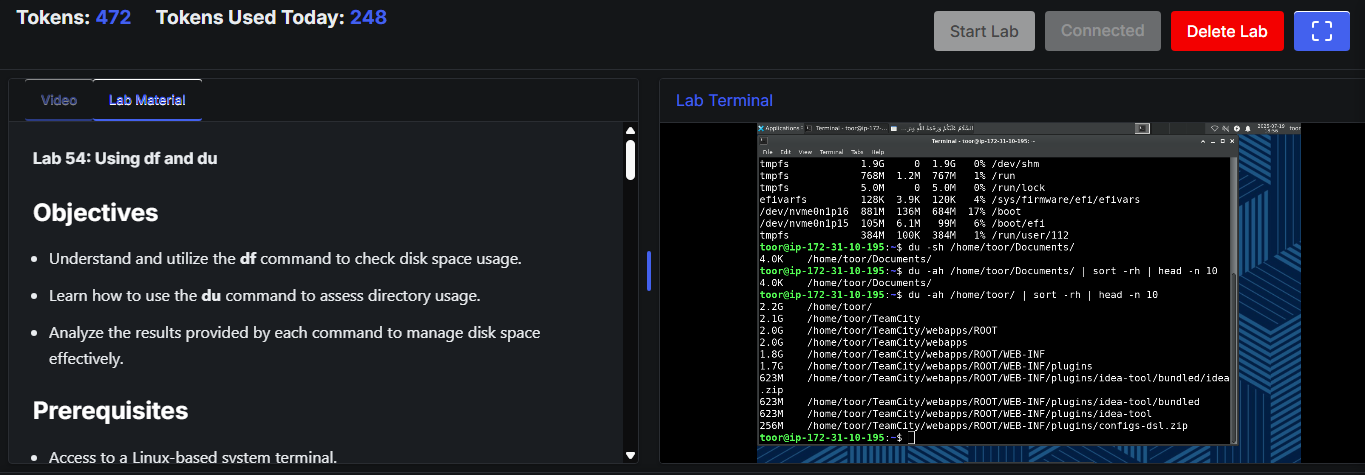 Tokens: 472 Tokens Used Today: 248
Start Lab
Connected
Delete Lab
Video
Lab Material
Lab 54: Using df and du
Objectives
Understand and utilize the df command to check disk space usage.
Learn how to use the du command to assess directory usage.
Analyze the results provided by each command to manage disk space
effectively.
Prerequisites
Access to a Linux-based system terminal.
Lab Terminal
Applications
Terminal - toor@ip-172-...
السَّلَامُ عَلَيْكُمْ وَرَحْمَةُ اللَّهِ
2025-07-19
toor
Terminal - toor@ip-172-31-10-195: ~
File Edit View Terminal Tabs Help
tmpfs 1.9G 0 1.9G 0% /dev/shm
tmpfs 768M 1.2M 767M 1% /run
tmpfs 5.0M 0 5.0M 0% /run/lock
efivarfs 128K 3.9K 120K 4% /sys/firmware/efi/efivars
/dev/nvme0n1p16 881M 136M 684M 17% /boot
/dev/nvme0n1p15 105M 6.1M 99M 6% /boot/efi
tmpfs 384M 100K 384M 1% /run/user/112
toor@ip-172-31-10-195:~$ du -sh /home/toor/Documents/
4.0K /home/toor/Documents/
toor@ip-172-31-10-195:~$ du -ah /home/toor/Documents/ | sort -rh | head -n 10
4.0K /home/toor/Documents/
toor@ip-172-31-10-195:~$ du -ah /home/toor/ | sort -rh | head -n 10
2.2G /home/toor/
2.1G /home/toor/TeamCity
2.0G /home/toor/TeamCity/webapps/ROOT
2.0G /home/toor/TeamCity/webapps
1.8G /home/toor/TeamCity/webapps/ROOT/WEB-INF
1.7G /home/toor/TeamCity/webapps/ROOT/WEB-INF/plugins
623M /home/toor/TeamCity/webapps/ROOT/WEB-INF/plugins/idea-tool/bundled/idea
.zip
623M /home/toor/TeamCity/webapps/ROOT/WEB-INF/plugins/idea-tool/bundled
623M /home/toor/TeamCity/webapps/ROOT/WEB-INF/plugins/idea-tool
256M /home/toor/TeamCity/webapps/ROOT/WEB-INF/plugins/configs-dsl.zip
toor@ip-172-31-10-195:~$